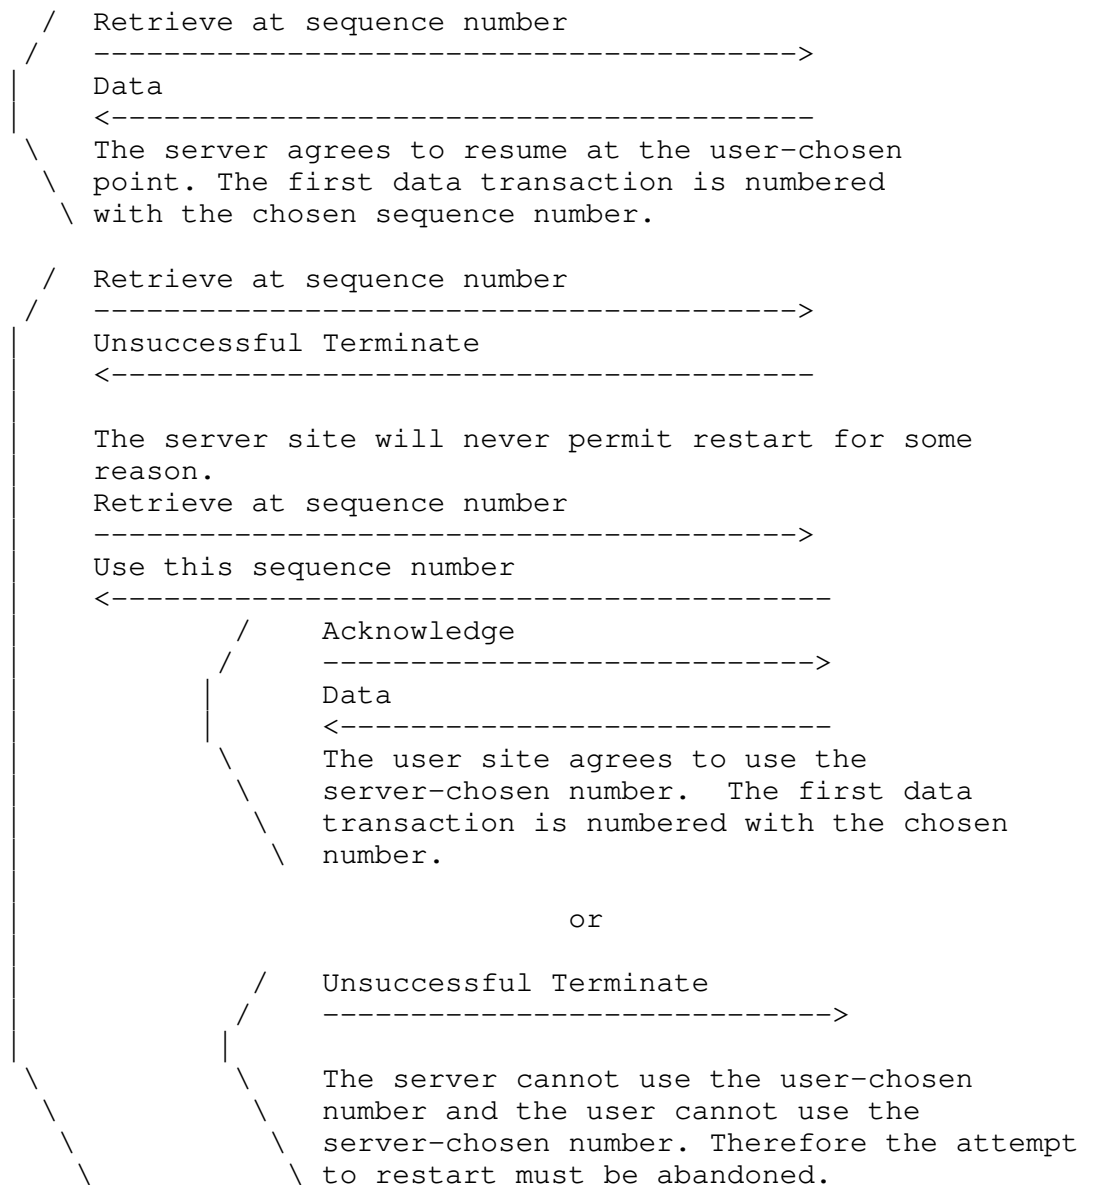 / Retrieve at sequence number
/ ---------------------------------------->
| Data
| <----------------------------------------
\ The server agrees to resume at the user-chosen
\ point. The first data transaction is numbered
\ with the chosen sequence number.
/ Retrieve at sequence number
/ ---------------------------------------->
| Unsuccessful Terminate
| <----------------------------------------
|
| The server site will never permit restart for some
| reason.
| Retrieve at sequence number
| ---------------------------------------->
| Use this sequence number
| <-----------------------------------------
| / Acknowledge
| / ---------------------------->
| | Data
| | <----------------------------
| \ The user site agrees to use the
| \ server-chosen number.  The first data
| \ transaction is numbered with the chosen
| \ number.
|
| or
|
| / Unsuccessful Terminate
| / ----------------------------->
| |
\ \ The server cannot use the user-chosen
\ \ number and the user cannot use the
\ \ server-chosen number. Therefore the attempt
\ \ to restart must be abandoned.